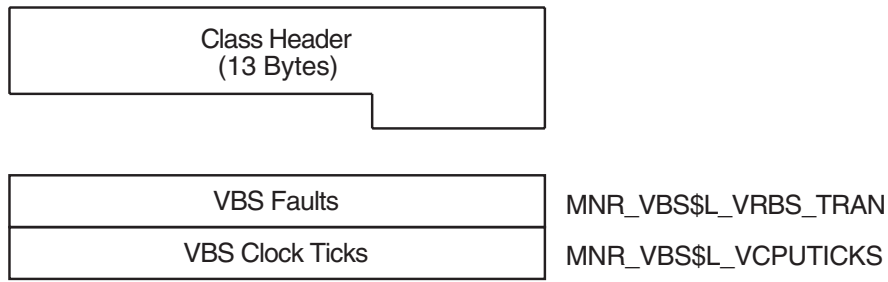 Class Header
(13 Bytes)
VBS Faults MNR_VBS$L_VRBS_TRAN
VBS Clock Ticks MNR_VBS$L_VCPUTICKS